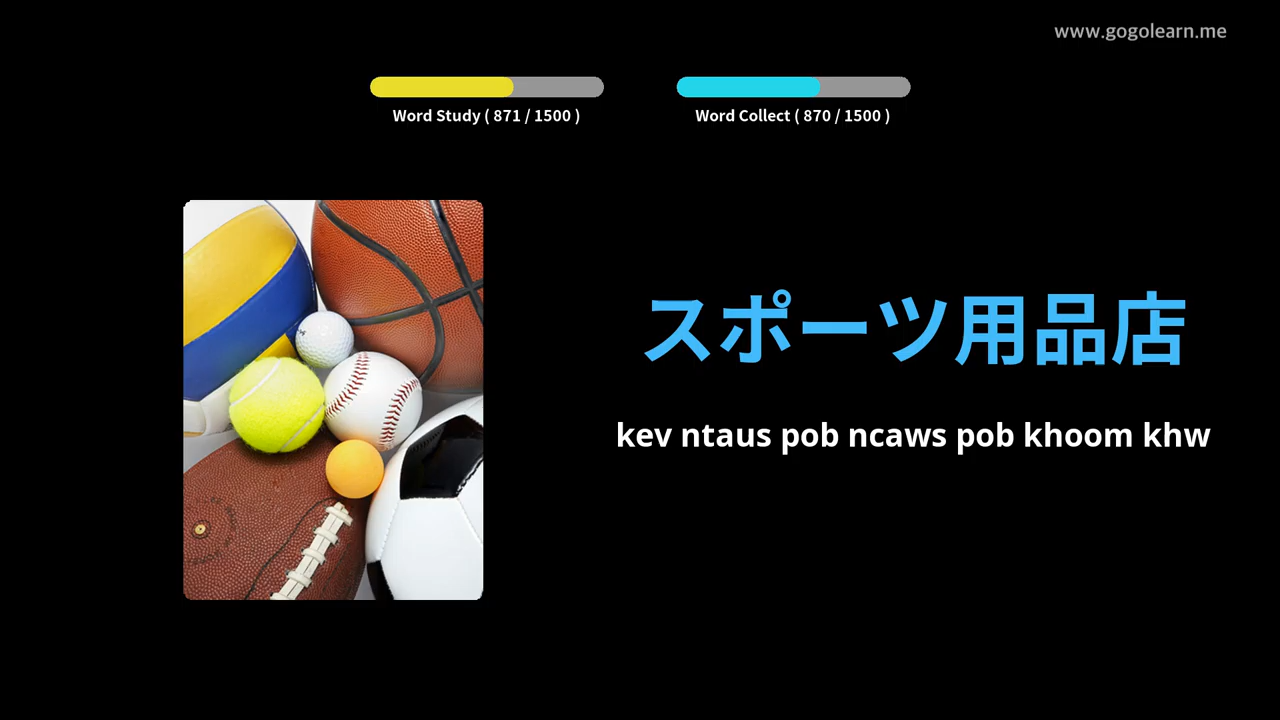 www.gogolearn.me
Word Study ( 871 / 1500 )
Word Collect ( 870 / 1500 )
スポーツ用品店
kev ntaus pob ncaws pob khoom khw